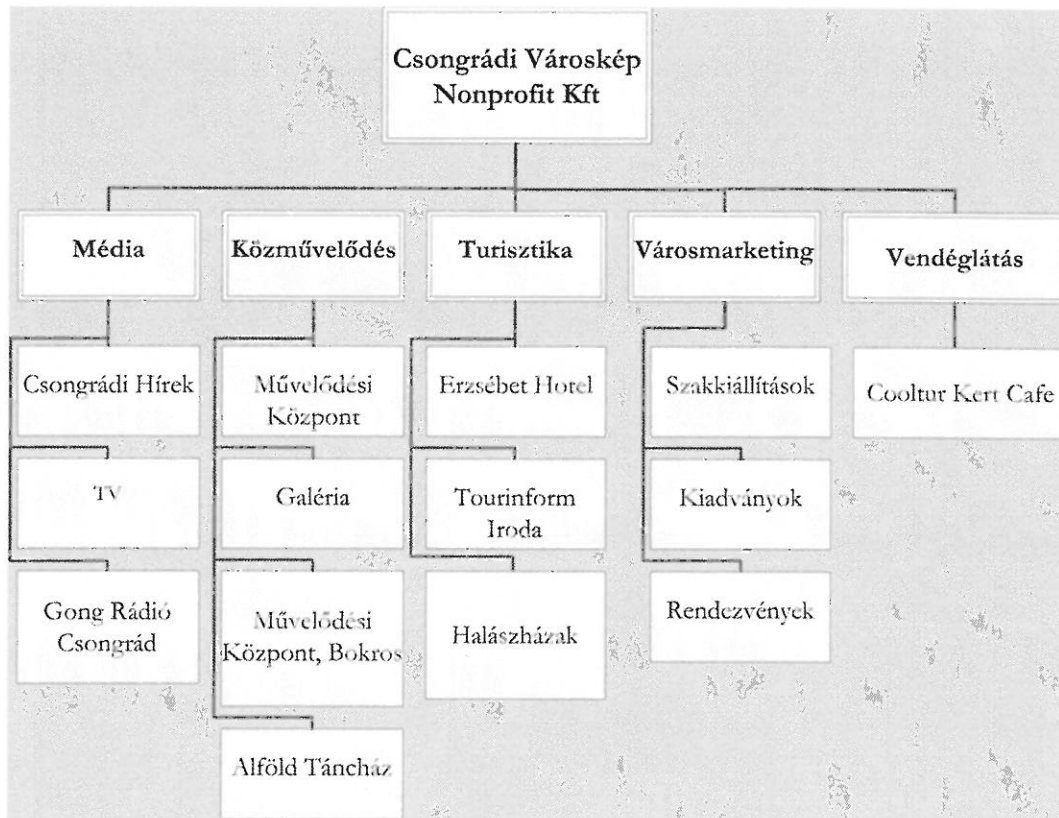 Csongrádi Városkép
Nonprofit Kft
Média
Közművelődés
Turisztika
Városmarketing
Vendéglátás
Csongrádi Hírek
Művelődési
Központ
Erzsébet Hotel
Szakkiállítások
Cooltur Kert Cafe
TV
Galéria
Tourinform
Iroda
Kiadványok
Gong Rádió
Csongrád
Művelődési
Központ, Bokros
Halászházak
Rendezvények
Alföld Táncház